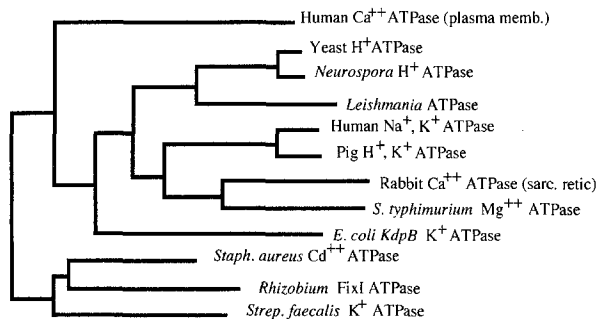 Human Ca++ ATPase (plasma memb.)
Yeast H+ATPase
Neurospora H+ ATPase
Leishmania ATPase
Human Na+, K+ ATPase
Pig H+, K+ ATPase
Rabbit Ca++ ATPase (sarc. retic)
S. typhimurium Mg++ ATPase
E. coli KdpB K+ ATPase
Staph. aureus Cd++ ATPase
Rhizobium FixI ATPase
Strep. faecalis K+ ATPase